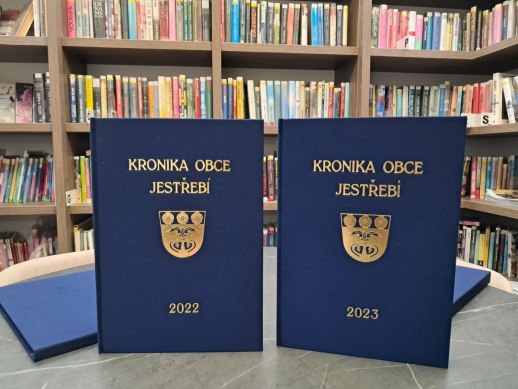 KRONIKA OBCE
JESTŘEBÍ
2022
KRONIKA OBCE
JESTŘEBÍ
2023
S